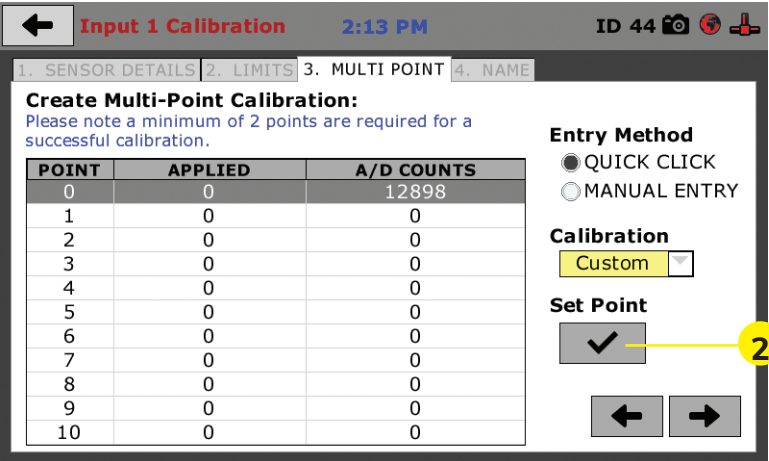 Input 1 Calibration 2:13 PM ID 44
1. SENSOR DETAILS 2. LIMITS 3. MULTI POINT 4. NAME
Create Multi-Point Calibration:
Please note a minimum of 2 points are required for a
successful calibration.
POINT APPLIED A/D COUNTS
0 0 12898
1 0 0
2 0 0
3 0 0
4 0 0
5 0 0
6 0 0
7 0 0
8 0 0
9 0 0
10 0 0
Entry Method
QUICK CLICK
MANUAL ENTRY
Calibration
Custom
Set Point
2